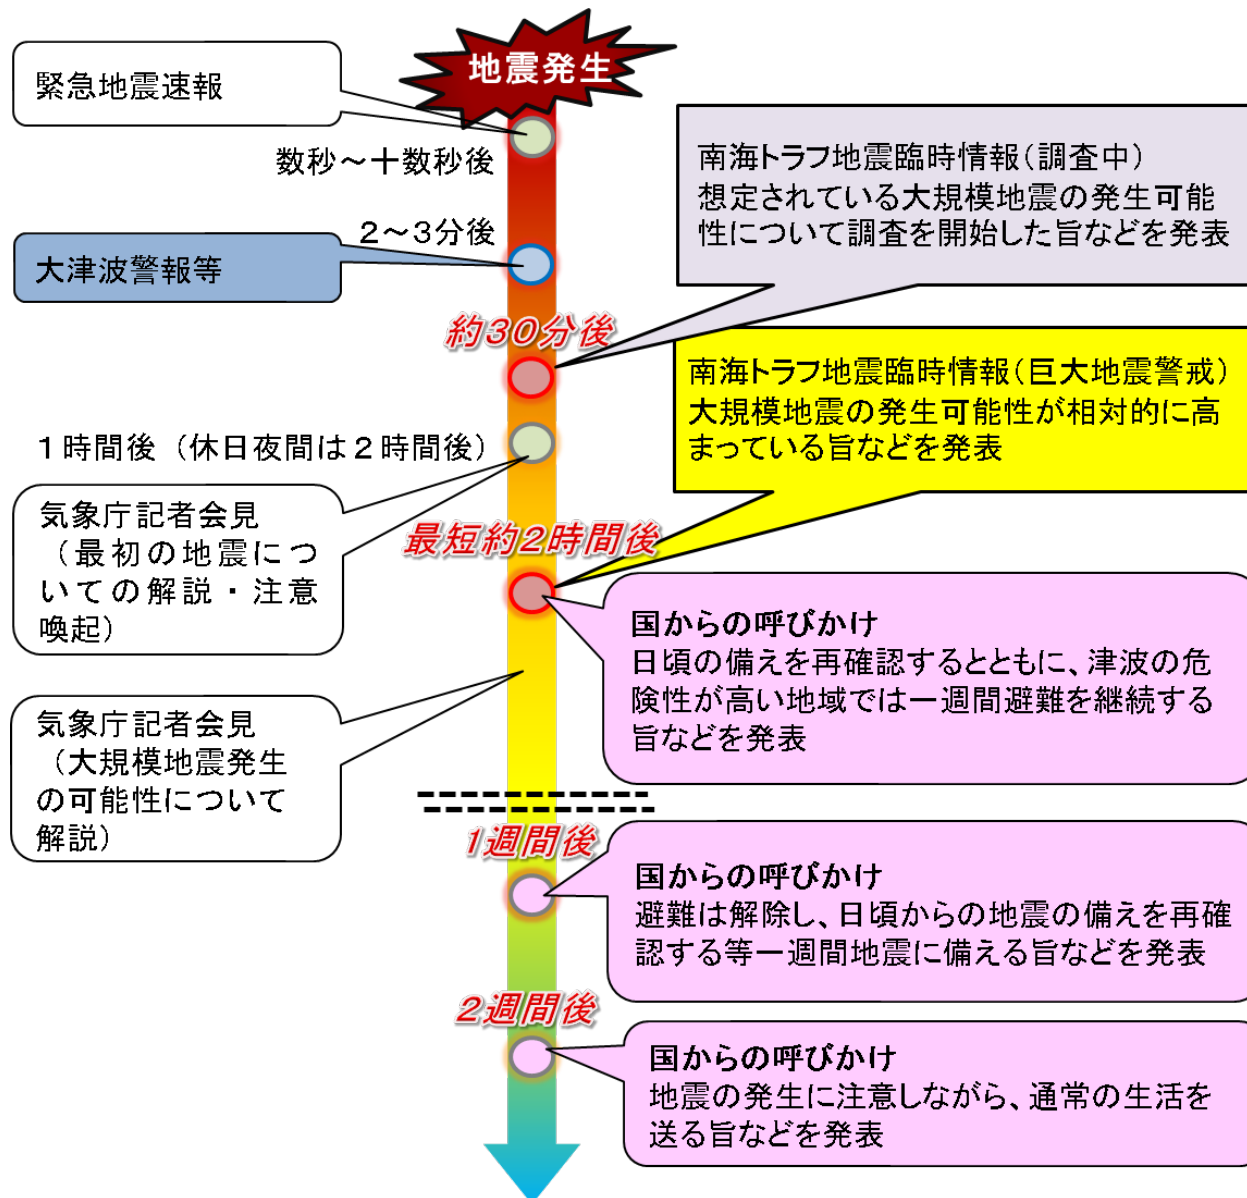 地震発生
緊急地震速報
数秒～十数秒後
2～3分後
大津波警報等
約30分後
南海トラフ地震臨時情報（調査中）
想定されている大規模地震の発生可能
性について調査を開始した旨などを発表
1時間後（休日夜間は2時間後）
気象庁記者会見
（最初の地震につ
いての解説・注意
喚起）
最短約2時間後
南海トラフ地震臨時情報（巨大地震警戒）
大規模地震の発生可能性が相対的に高
まっている旨などを発表
国からの呼びかけ
日頃の備えを再確認するとともに、津波の危
険性が高い地域では一週間避難を継続する
旨などを発表
気象庁記者会見
（大規模地震発生
の可能性について
解説）
1週間後
国からの呼びかけ
避難は解除し、日頃からの地震の備えを再確
認する等一週間地震に備える旨などを発表
2週間後
国からの呼びかけ
地震の発生に注意しながら、通常の生活を
送る旨などを発表